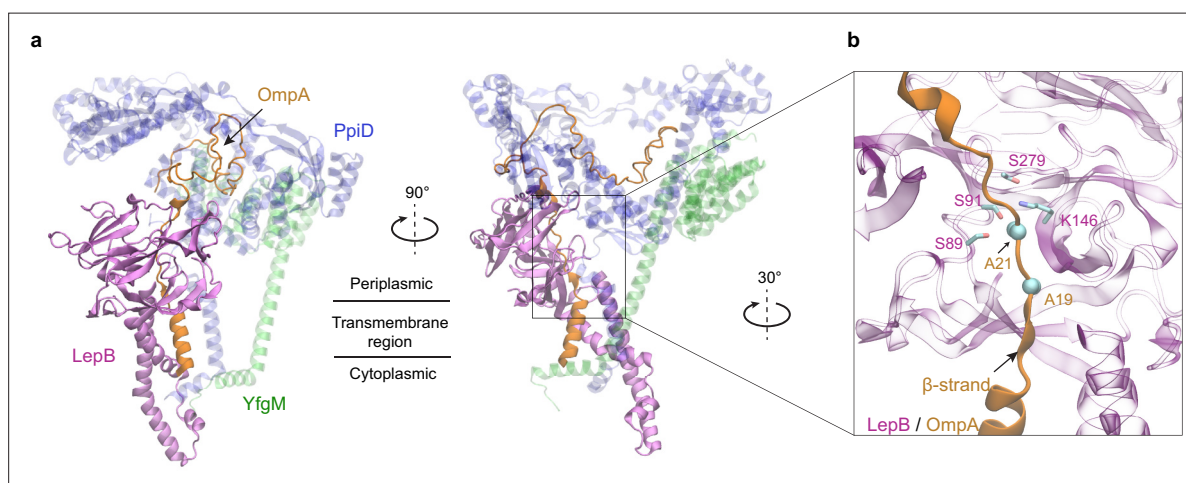 a
OmpA
PpiD
90°
Periplasmic
Transmembrane
region
Cytoplasmic
LepB
YfgM
30°
b
S279
S91
K146
S89
A21
A19
β-strand
LepB / OmpA